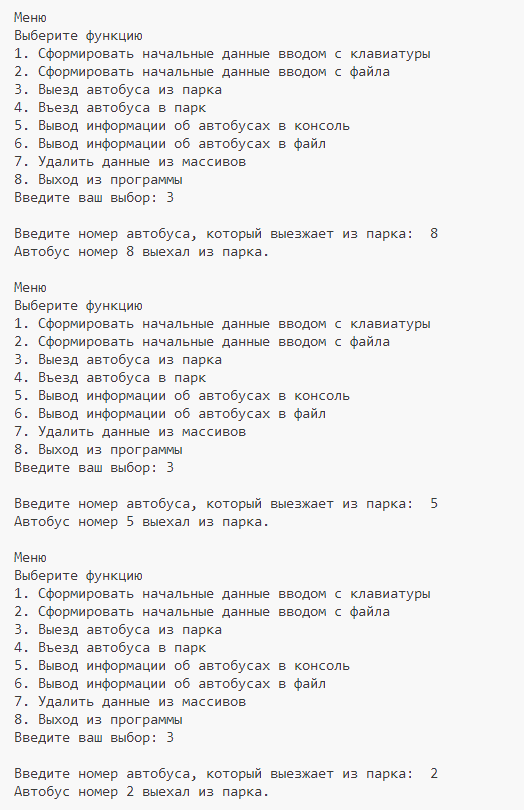 Меню
Выберите функцию
1. Сформировать начальные данные вводом с клавиатуры
2. Сформировать начальные данные вводом с файла
3. Выезд автобуса из парка
4. Въезд автобуса в парк
5. Вывод информации об автобусах в консоль
6. Вывод информации об автобусах в файл
7. Удалить данные из массивов
8. Выход из программы
Введите ваш выбор: 3
Введите номер автобуса, который выезжает из парка:  8
Автобус номер 8 выехал из парка.
Меню
Выберите функцию
1. Сформировать начальные данные вводом с клавиатуры
2. Сформировать начальные данные вводом с файла
3. Выезд автобуса из парка
4. Въезд автобуса в парк
5. Вывод информации об автобусах в консоль
6. Вывод информации об автобусах в файл
7. Удалить данные из массивов
8. Выход из программы
Введите ваш выбор: 3
Введите номер автобуса, который выезжает из парка:  5
Автобус номер 5 выехал из парка.
Меню
Выберите функцию
1. Сформировать начальные данные вводом с клавиатуры
2. Сформировать начальные данные вводом с файла
3. Выезд автобуса из парка
4. Въезд автобуса в парк
5. Вывод информации об автобусах в консоль
6. Вывод информации об автобусах в файл
7. Удалить данные из массивов
8. Выход из программы
Введите ваш выбор: 3
Введите номер автобуса, который выезжает из парка:  2
Автобус номер 2 выехал из парка.